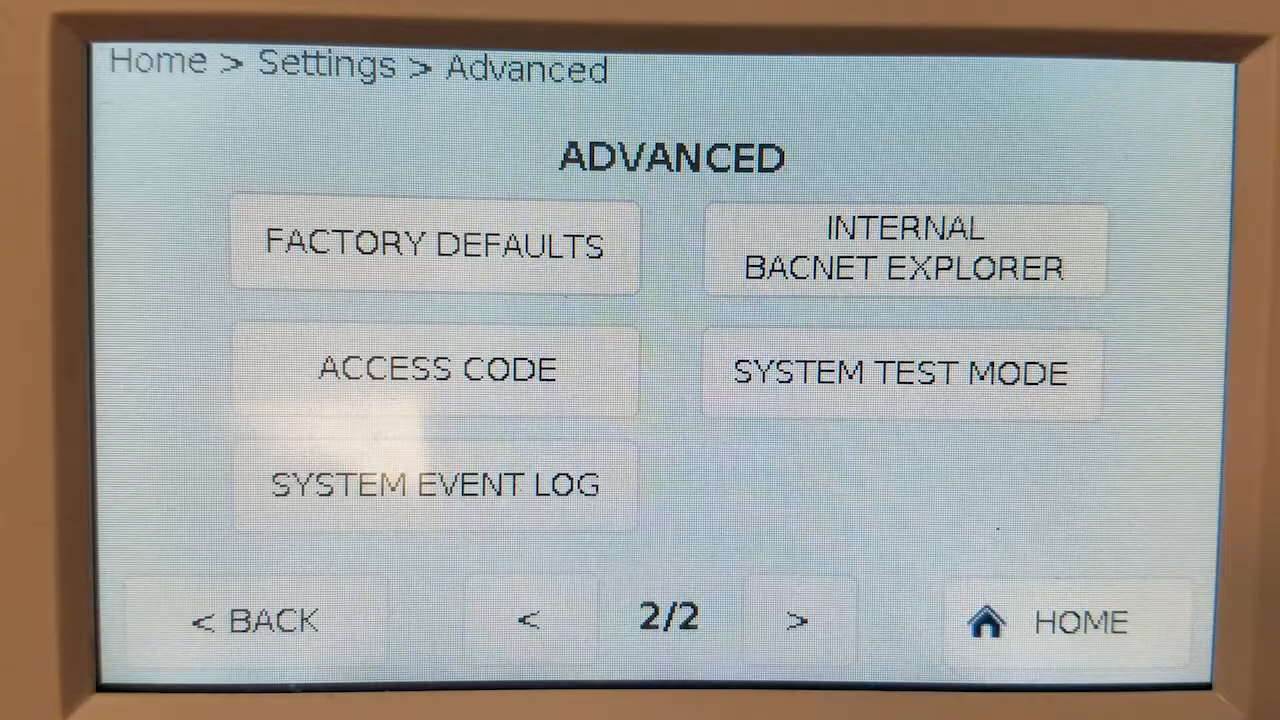 Home > Settings > Advanced
ADVANCED
FACTORY DEFAULTS
INTERNAL
BACNET EXPLORER
ACCESS CODE
SYSTEM TEST MODE
SYSTEM EVENT LOG
< BACK
<
2/2
>
HOME